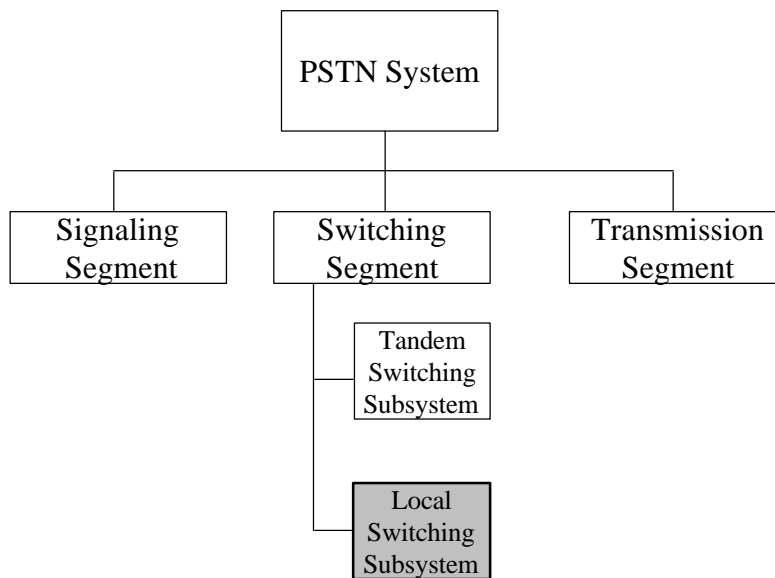 PSTN System
Signaling
Segment
Switching
Segment
Transmission
Segment
Tandem
Switching
Subsystem
Local
Switching
Subsystem